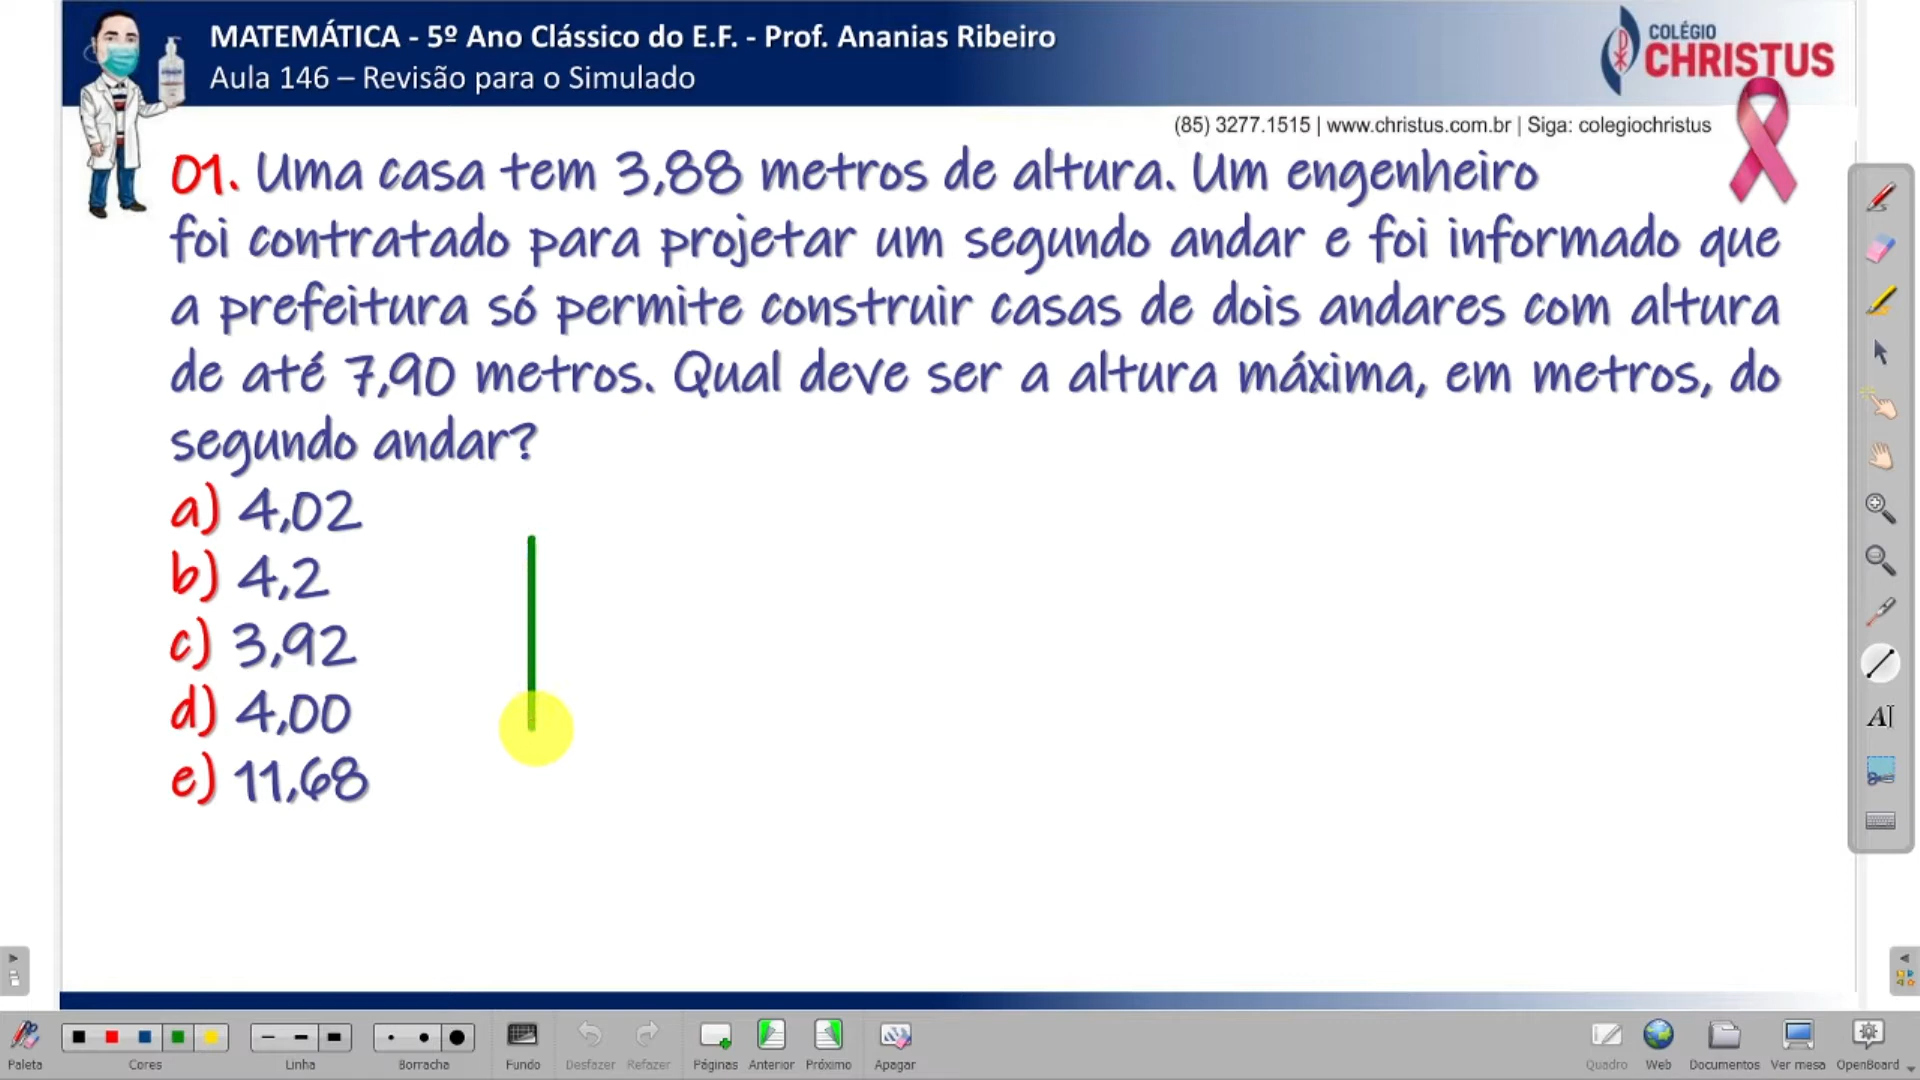 MATEMÁTICA - 5º Ano Clássico do E.F. - Prof. Ananias Ribeiro
Aula 146 – Revisão para o Simulado
COLÉGIO
CHRISTUS
(85) 3277.1515 | www.christus.com.br | Siga: colegiochristus
01. Uma casa tem 3,88 metros de altura. Um engenheiro
foi contratado para projetar um segundo andar e foi informado que
a prefeitura só permite construir casas de dois andares com altura
de até 7,90 metros. Qual deve ser a altura máxima, em metros, do
segundo andar?
a) 4,02
b) 4,2
c) 3,92
d) 4,00
e) 11,68
Paleta Cores Linha Borracha Fundo Desfazer Refazer Páginas Anterior Próximo Apagar Quadro Web Documentos Ver mesa OpenBoard